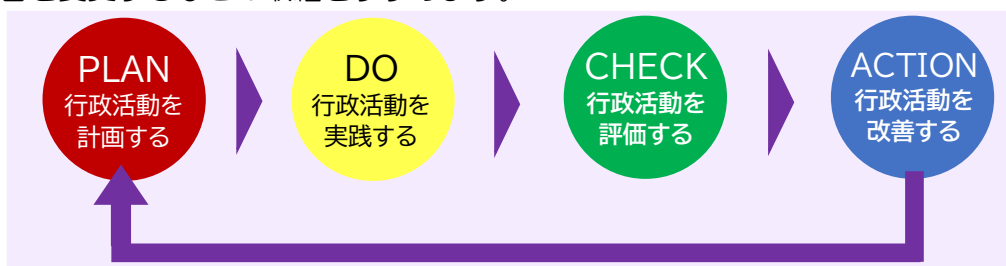 PLAN
行政活動を
計画する
DO
行政活動を
実践する
CHECK
行政活動を
評価する
ACTION
行政活動を
改善する